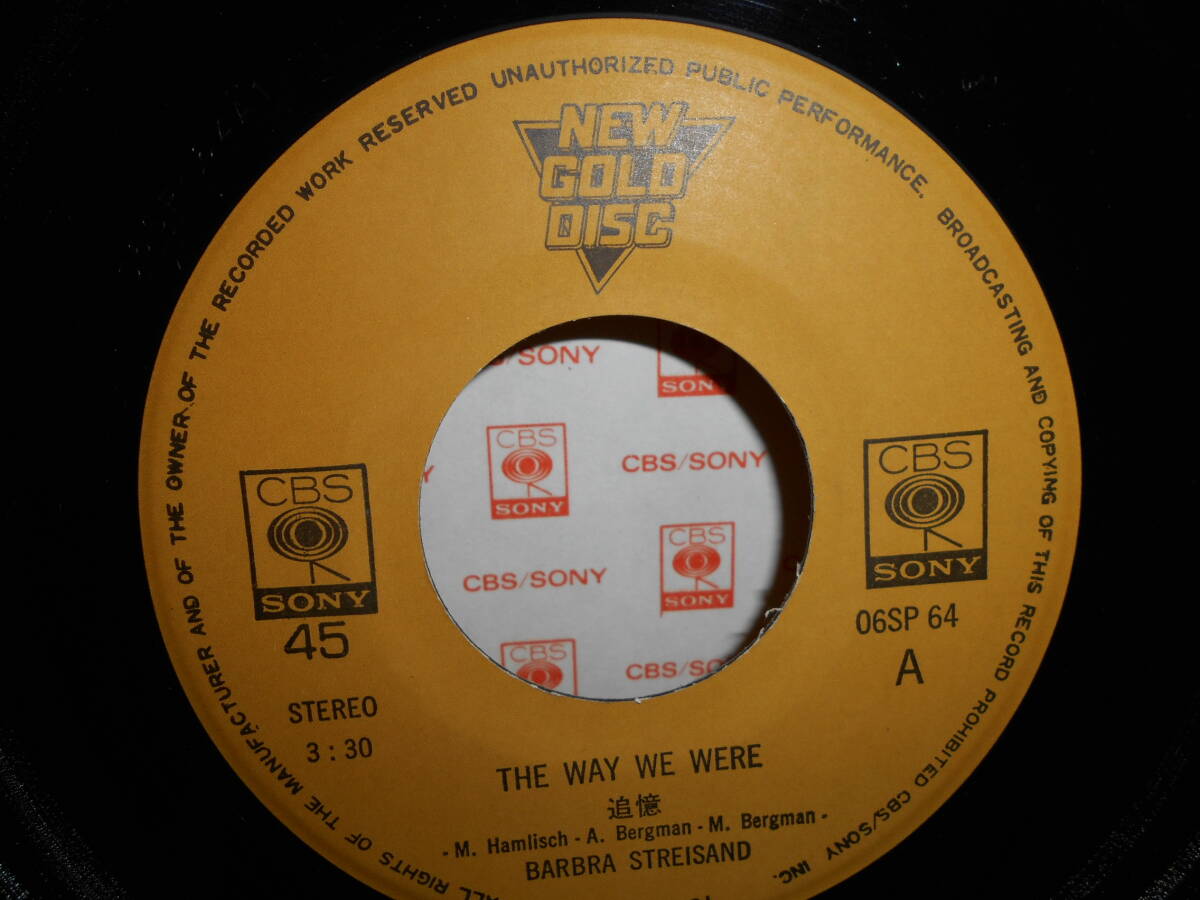 ALL RIGHTS OF THE MANUFACTURER AND OF THE OWNER OF THE RECORDED WORK RESERVED UNAUTHORIZED PUBLIC PERFORMANCE. BROADCASTING AND COPYING OF THIS RECORD PROHIBITED CBS/SONY INC.
NEW
GOLD
DISC
/SONY
SONY
CBS
SONY
CBS/SONY
CBS
SONY
CBS/SONY
CBS
CBS/SO
CBS
SONY
45
STEREO
3:30
CBS
SONY
06SP 64
A
THE WAY WE WERE
追憶
- M. Hamlisch - A. Bergman - M. Bergman -
BARBRA STREISAND